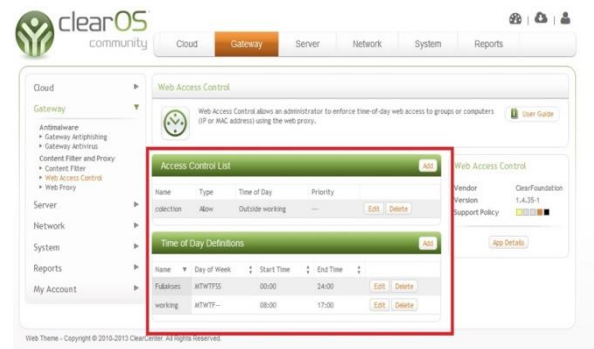 clearOS
community
Cloud Gateway Server Network System Reports
Cloud
Gateway
Antimalware
Gateway Antiphishing
Gateway Antivirus
Content Filter and Proxy
Content Filter
Web Access Control
Web Proxy
Server
Network
System
Reports
My Account
Web Access Control
Web Access Control allows an administrator to enforce time-of-day web access to groups or computers
(IP or MAC address) using the web proxy.
User Guide
Access Control List Add
Name Type Time of Day Priority
colection Allow Outside working --- Edit Delete
Time of Day Definitions Add
Name Day of Week Start Time End Time
MTWTFSS 00:00 24:00 Edit Delete
working MTWTF-- 08:00 17:00 Edit Delete
Web Access Control
Vendor ClearFoundation
Version 1.4.35-1
Support Policy
App Details
Web Theme - Copyright © 2010-2013 ClearCenter. All Rights Reserved.